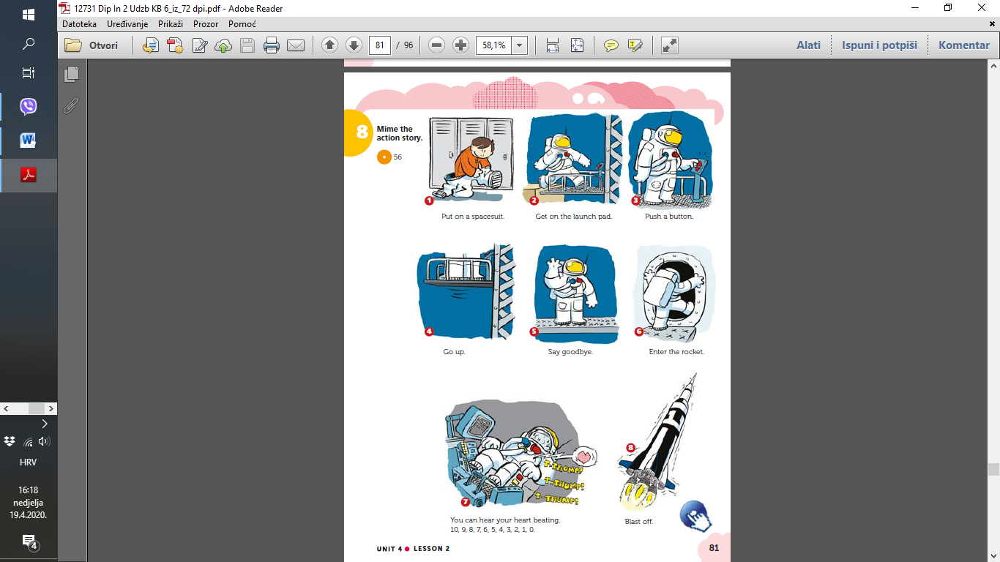 12731 Dip In 2 Udzb KB 6_iz_72 dpi.pdf - Adobe Reader
Datoteka Uređivanje Prikaži Prozor Pomoć
Otvori 81 / 96 58,1% Alati Ispuni i potpiši Komentar
8 Mime the
action story.
56
1 2 3
Put on a spacesuit. Get on the launch pad. Push a button.
4 5 6
Go up. Say goodbye. Enter the rocket.
8
T-THUMP!
T-THUMP!
T-THUMP!
7
You can hear your heart beating.
10, 9, 8, 7, 6, 5, 4, 3, 2, 1, 0.
Blast off.
UNIT 4 ● LESSON 2 81
HRV
16:18
nedjelja
19.4.2020.
4